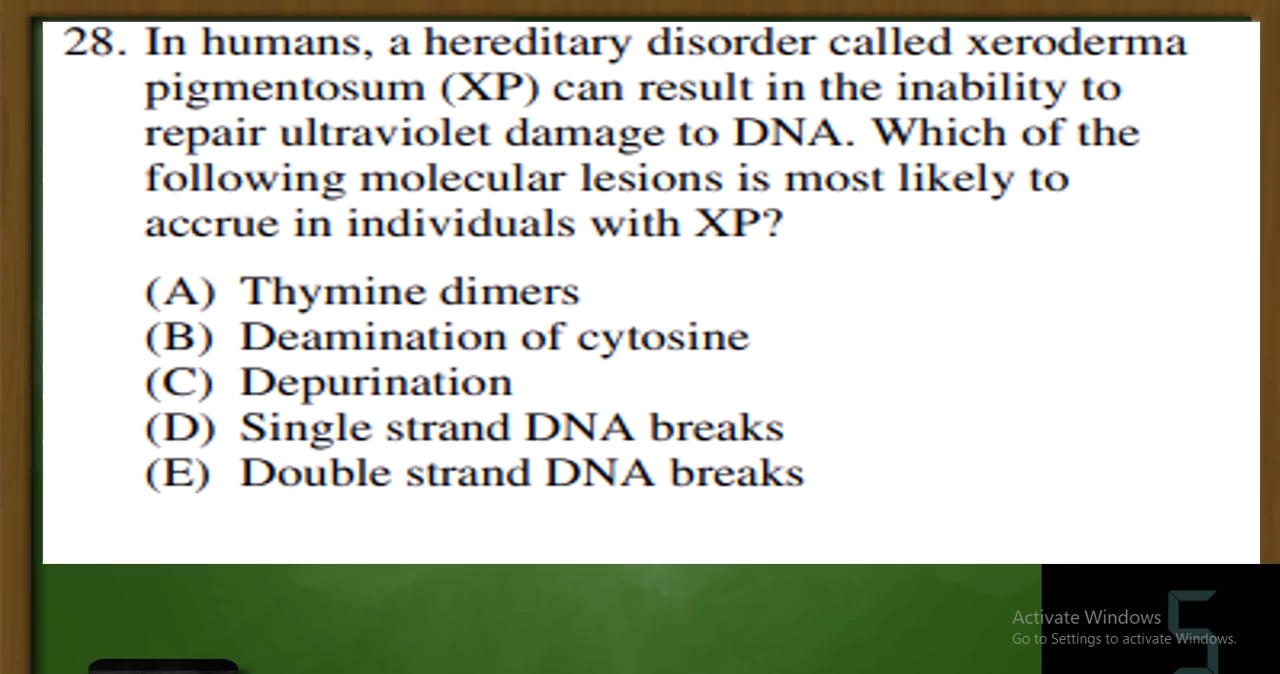 28. In humans, a hereditary disorder called xeroderma
pigmentosum (XP) can result in the inability to
repair ultraviolet damage to DNA. Which of the
following molecular lesions is most likely to
accrue in individuals with XP?
(A) Thymine dimers
(B) Deamination of cytosine
(C) Depurination
(D) Single strand DNA breaks
(E) Double strand DNA breaks
Activate Windows
Go to Settings to activate Windows.
5